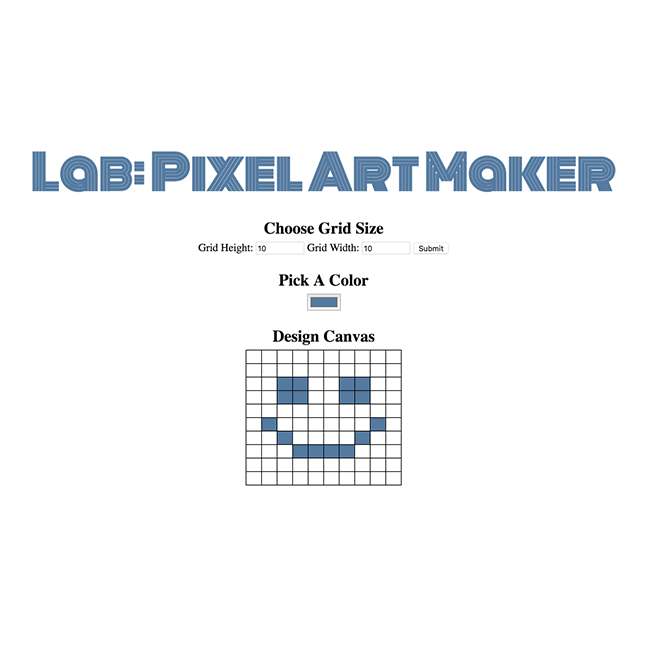 Lab: Pixel Art Maker
Choose Grid Size
Grid Height: 10 Grid Width: 10 Submit
Pick A Color
Design Canvas